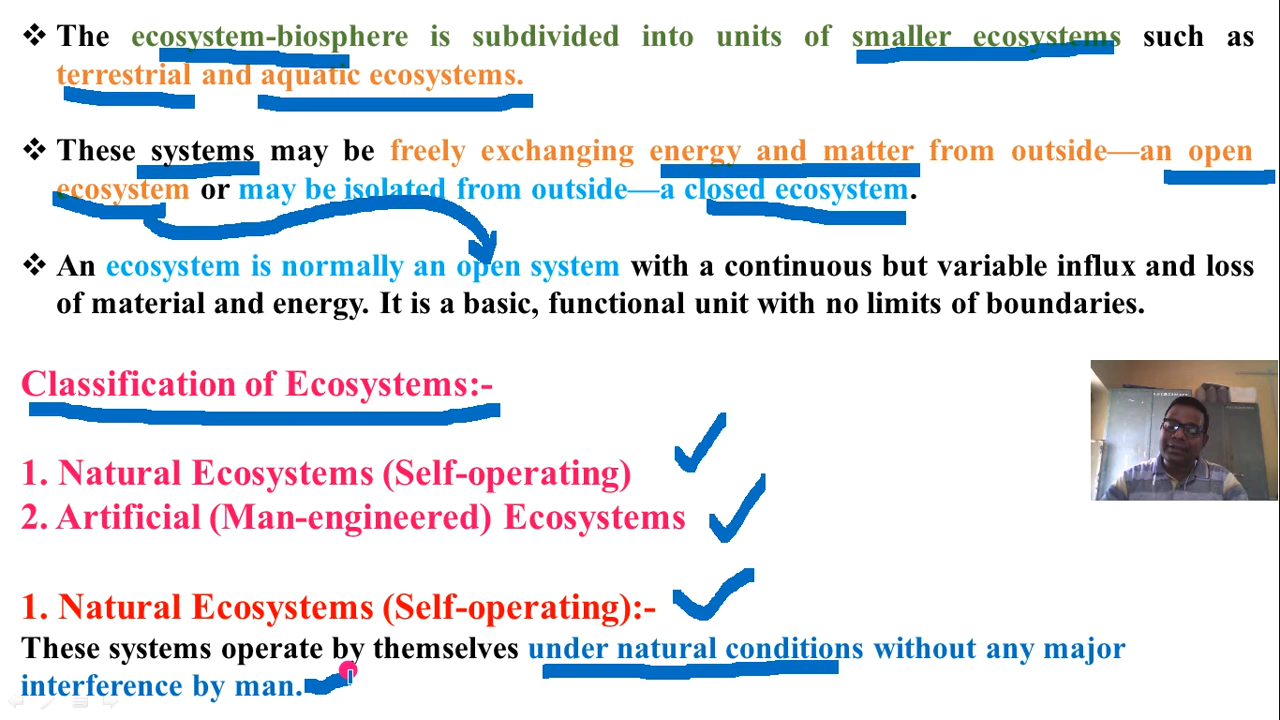 ❖ The ecosystem-biosphere is subdivided into units of smaller ecosystems such as
terrestrial and aquatic ecosystems.
❖ These systems may be freely exchanging energy and matter from outside—an open
ecosystem or may be isolated from outside—a closed ecosystem.
❖ An ecosystem is normally an open system with a continuous but variable influx and loss
of material and energy. It is a basic, functional unit with no limits of boundaries.
Classification of Ecosystems:-
1. Natural Ecosystems (Self-operating)
2. Artificial (Man-engineered) Ecosystems
1. Natural Ecosystems (Self-operating):-
These systems operate by themselves under natural conditions without any major
interference by man.